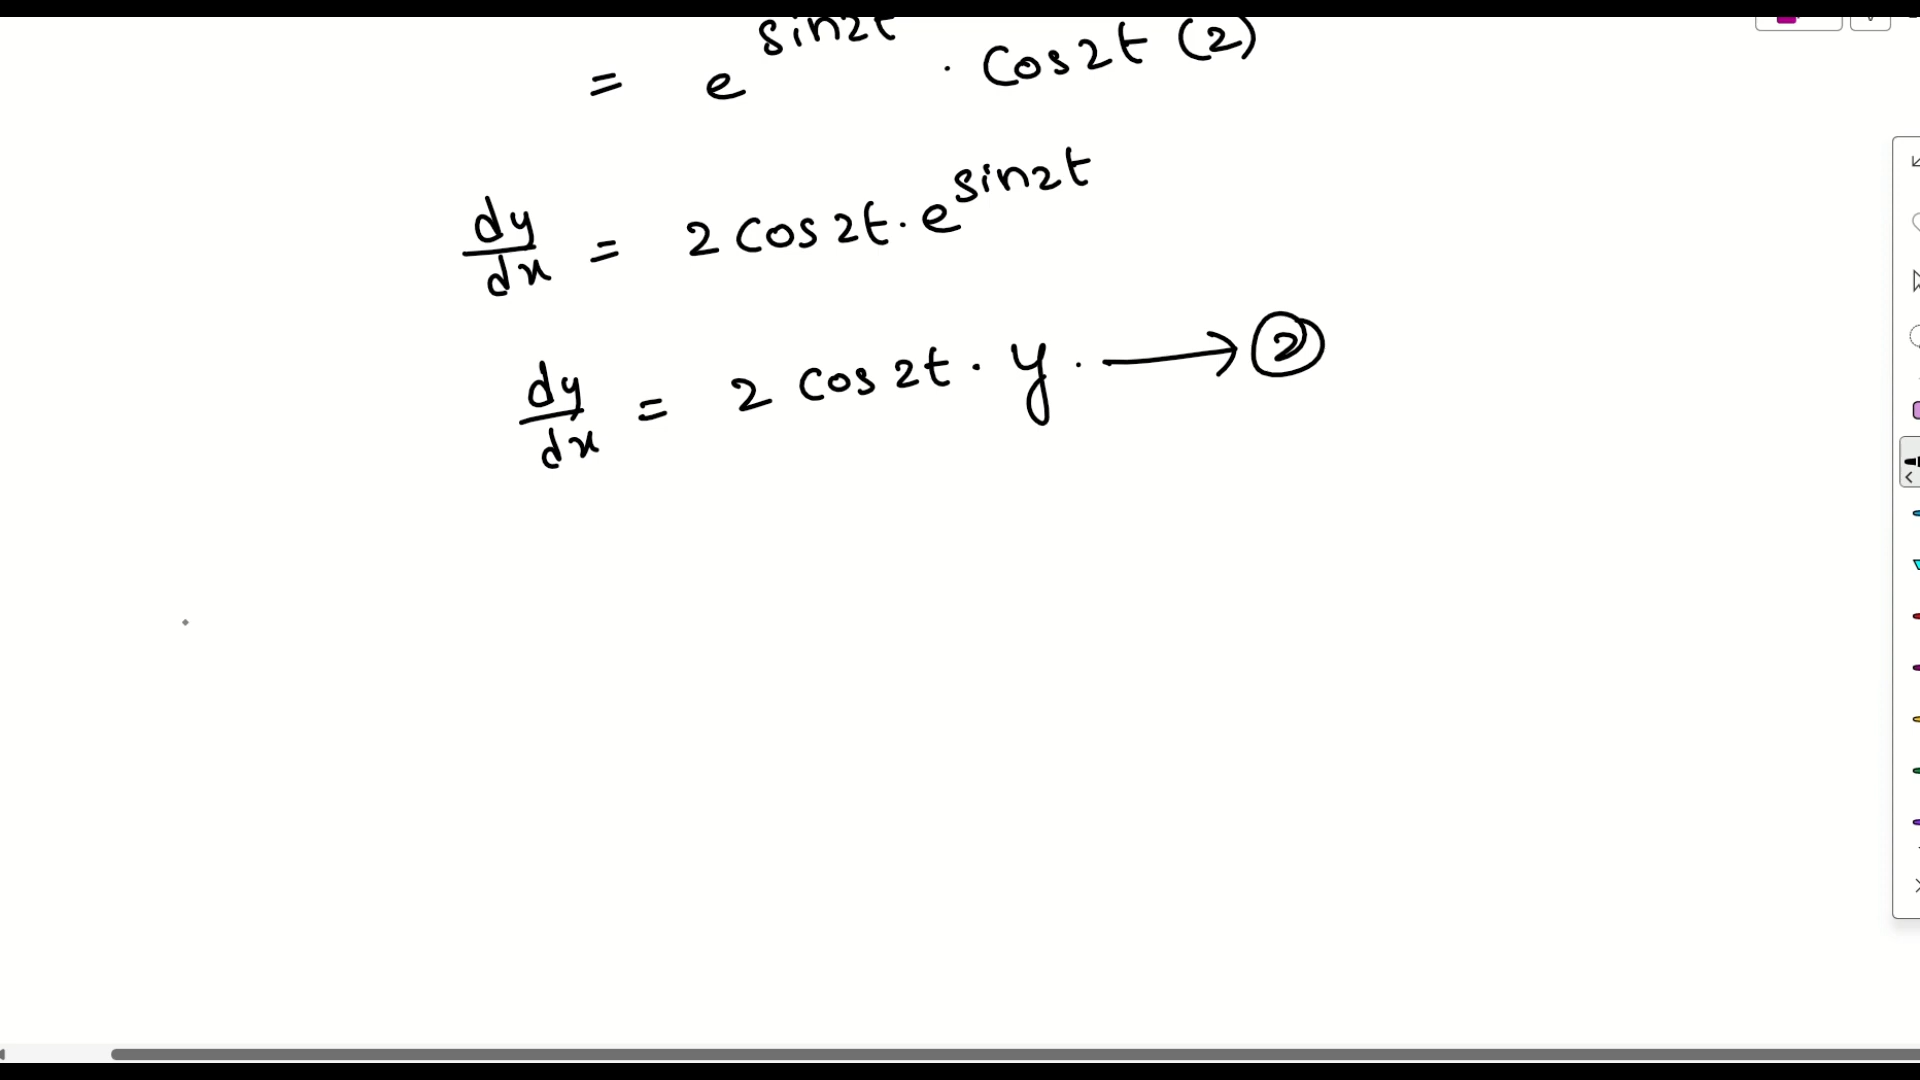 = e^sin2t . cos2t (2)
dy/dx = 2 cos 2t . e^sin2t
dy/dx = 2 cos 2t . y . → ②